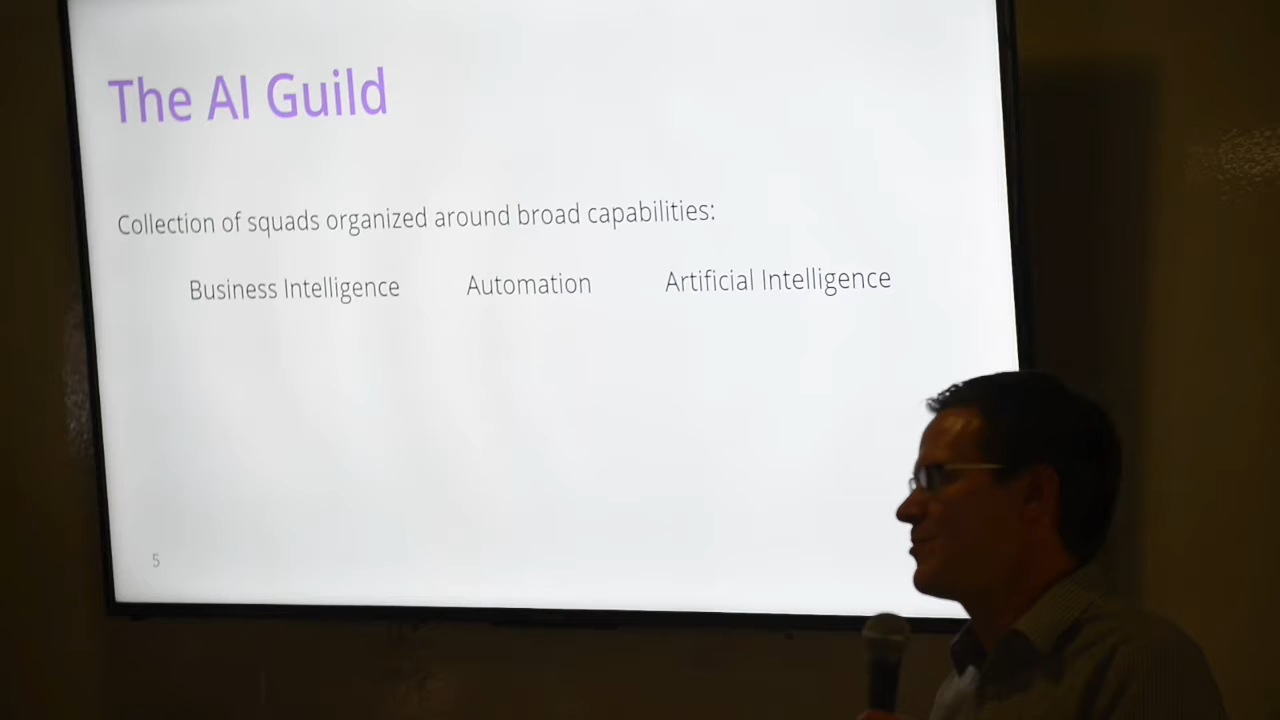 The AI Guild
Collection of squads organized around broad capabilities:
Business Intelligence Automation Artificial Intelligence
5